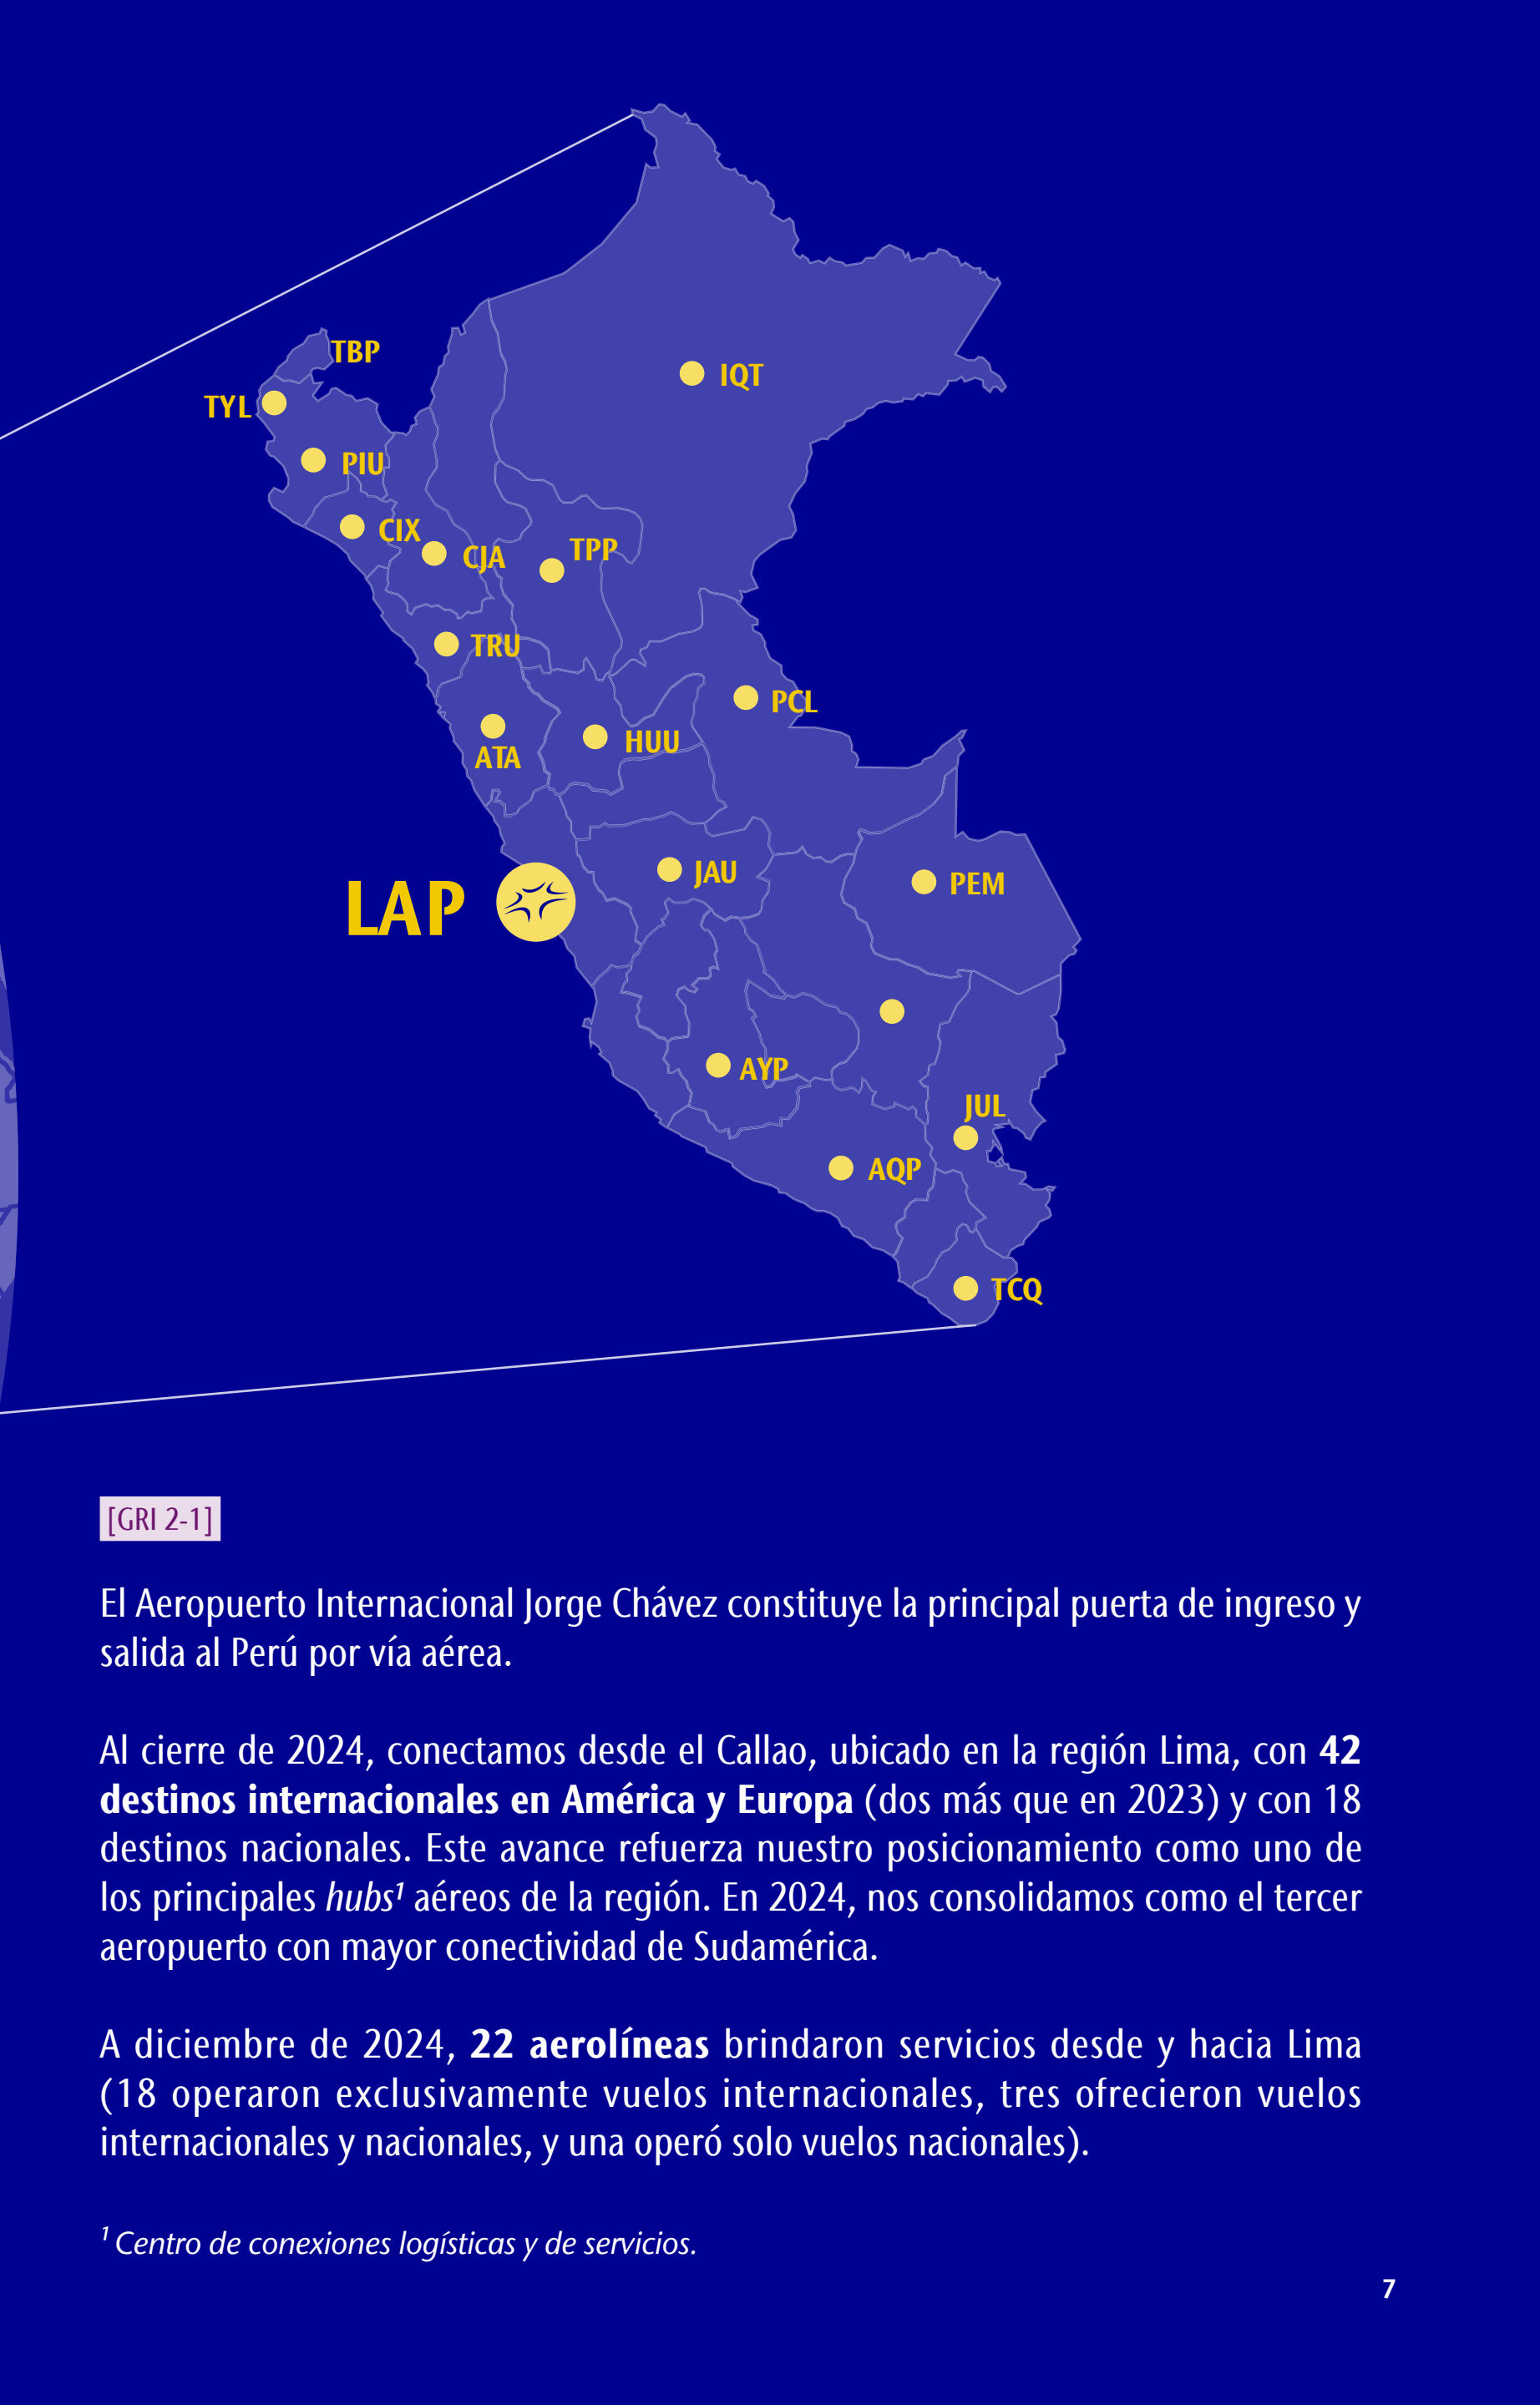 TBP
IQT
TYL
PIU
CIX
CJA
TPP
TRU
PCL
ATA
HUU
JAU
PEM
LAP
AYP
JUL
AQP
TCQ
[GRI 2-1]
El Aeropuerto Internacional Jorge Chávez constituye la principal puerta de ingreso y
salida al Perú por vía aérea.
Al cierre de 2024, conectamos desde el Callao, ubicado en la región Lima, con 42
destinos internacionales en América y Europa (dos más que en 2023) y con 18
destinos nacionales. Este avance refuerza nuestro posicionamiento como uno de
los principales hubs¹ aéreos de la región. En 2024, nos consolidamos como el tercer
aeropuerto con mayor conectividad de Sudamérica.
A diciembre de 2024, 22 aerolíneas brindaron servicios desde y hacia Lima
(18 operaron exclusivamente vuelos internacionales, tres ofrecieron vuelos
internacionales y nacionales, y una operó solo vuelos nacionales).
¹ Centro de conexiones logísticas y de servicios.
7